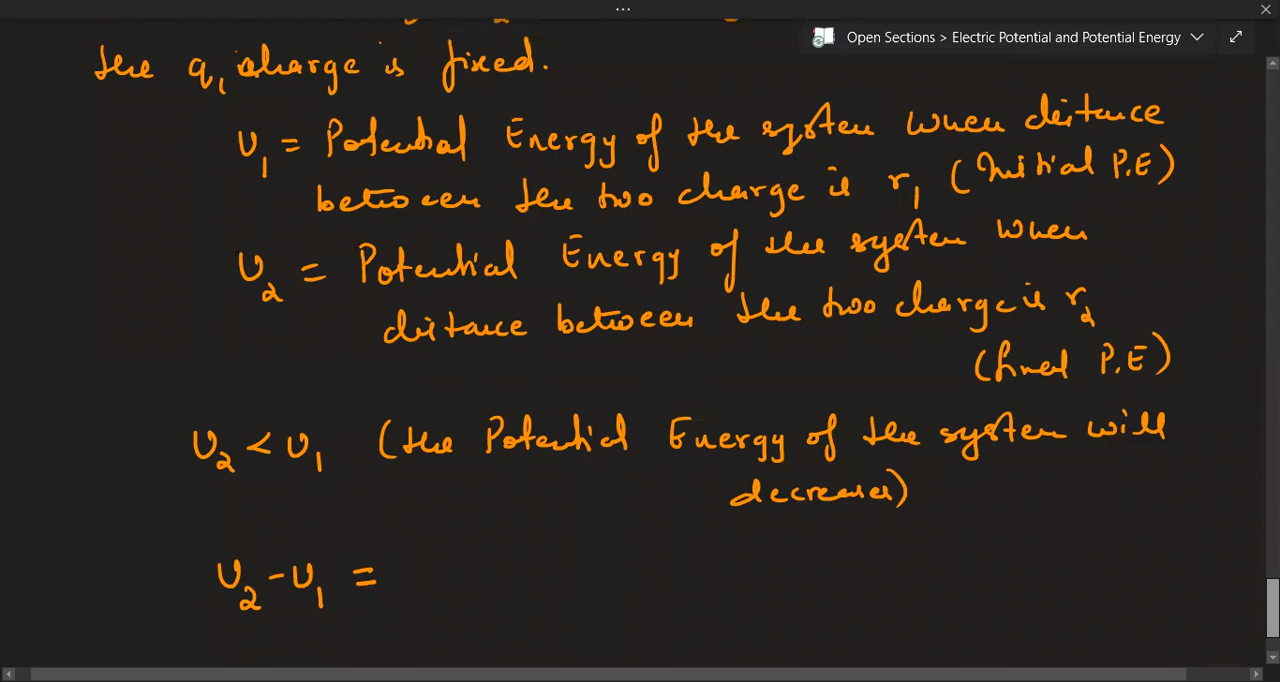 ...
Open Sections > Electric Potential and Potential Energy
the q1 charge is fixed.
U1 = Potential Energy of the system when distance
between the two charge is r1 (Initial P.E)
U2 = Potential Energy of the system when
distance between the two charge is r2
(final P.E)
U2 < U1 (the Potential Energy of the system will
decreases)
U2 - U1 =